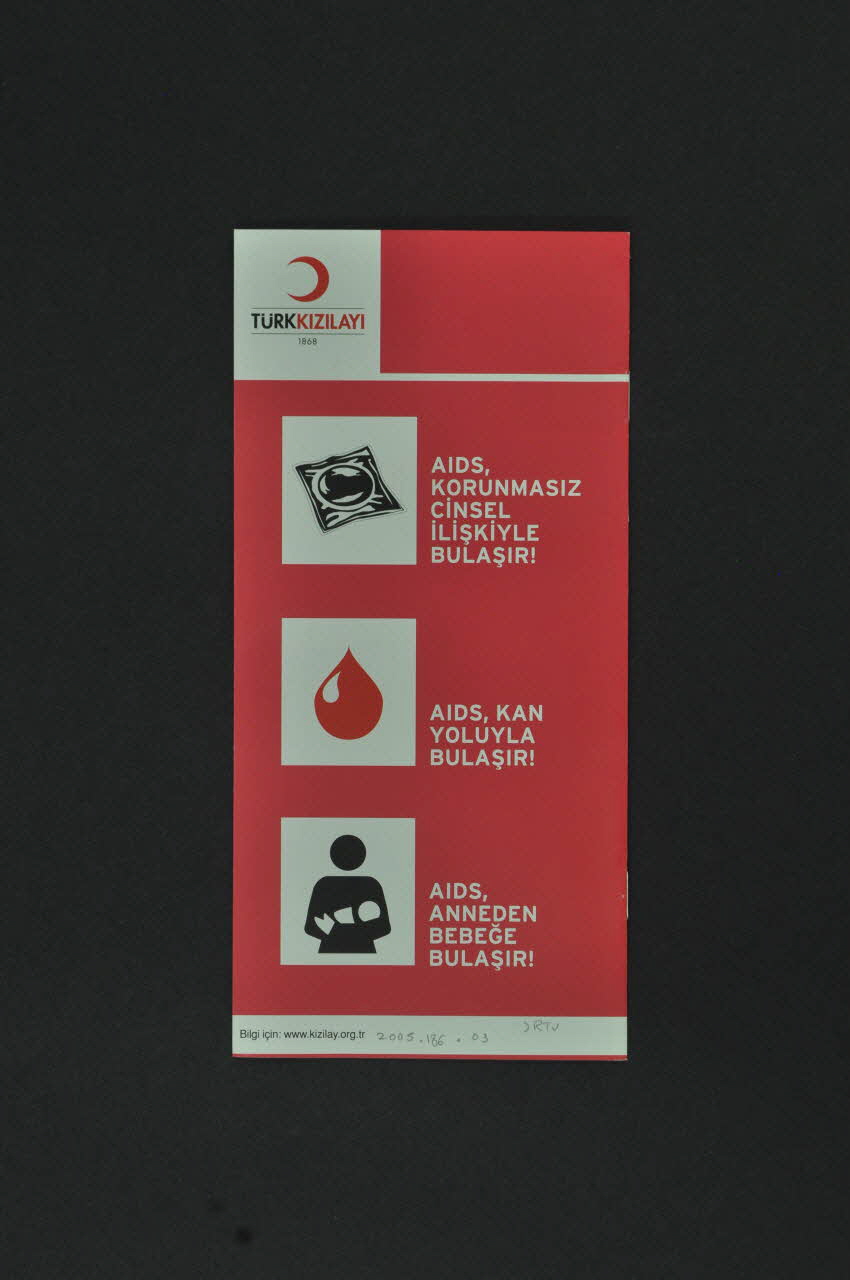 TÜRKKIZILAYI
1868
AIDS,
KORUNMASIZ
CİNSEL
İLİŞKİYLE
BULAŞIR!
AIDS, KAN
YOLUYLA
BULAŞIR!
AIDS,
ANNEDEN
BEBEĞE
BULAŞIR!
Bilgi için: www.kizilay.org.tr 2005.186.03